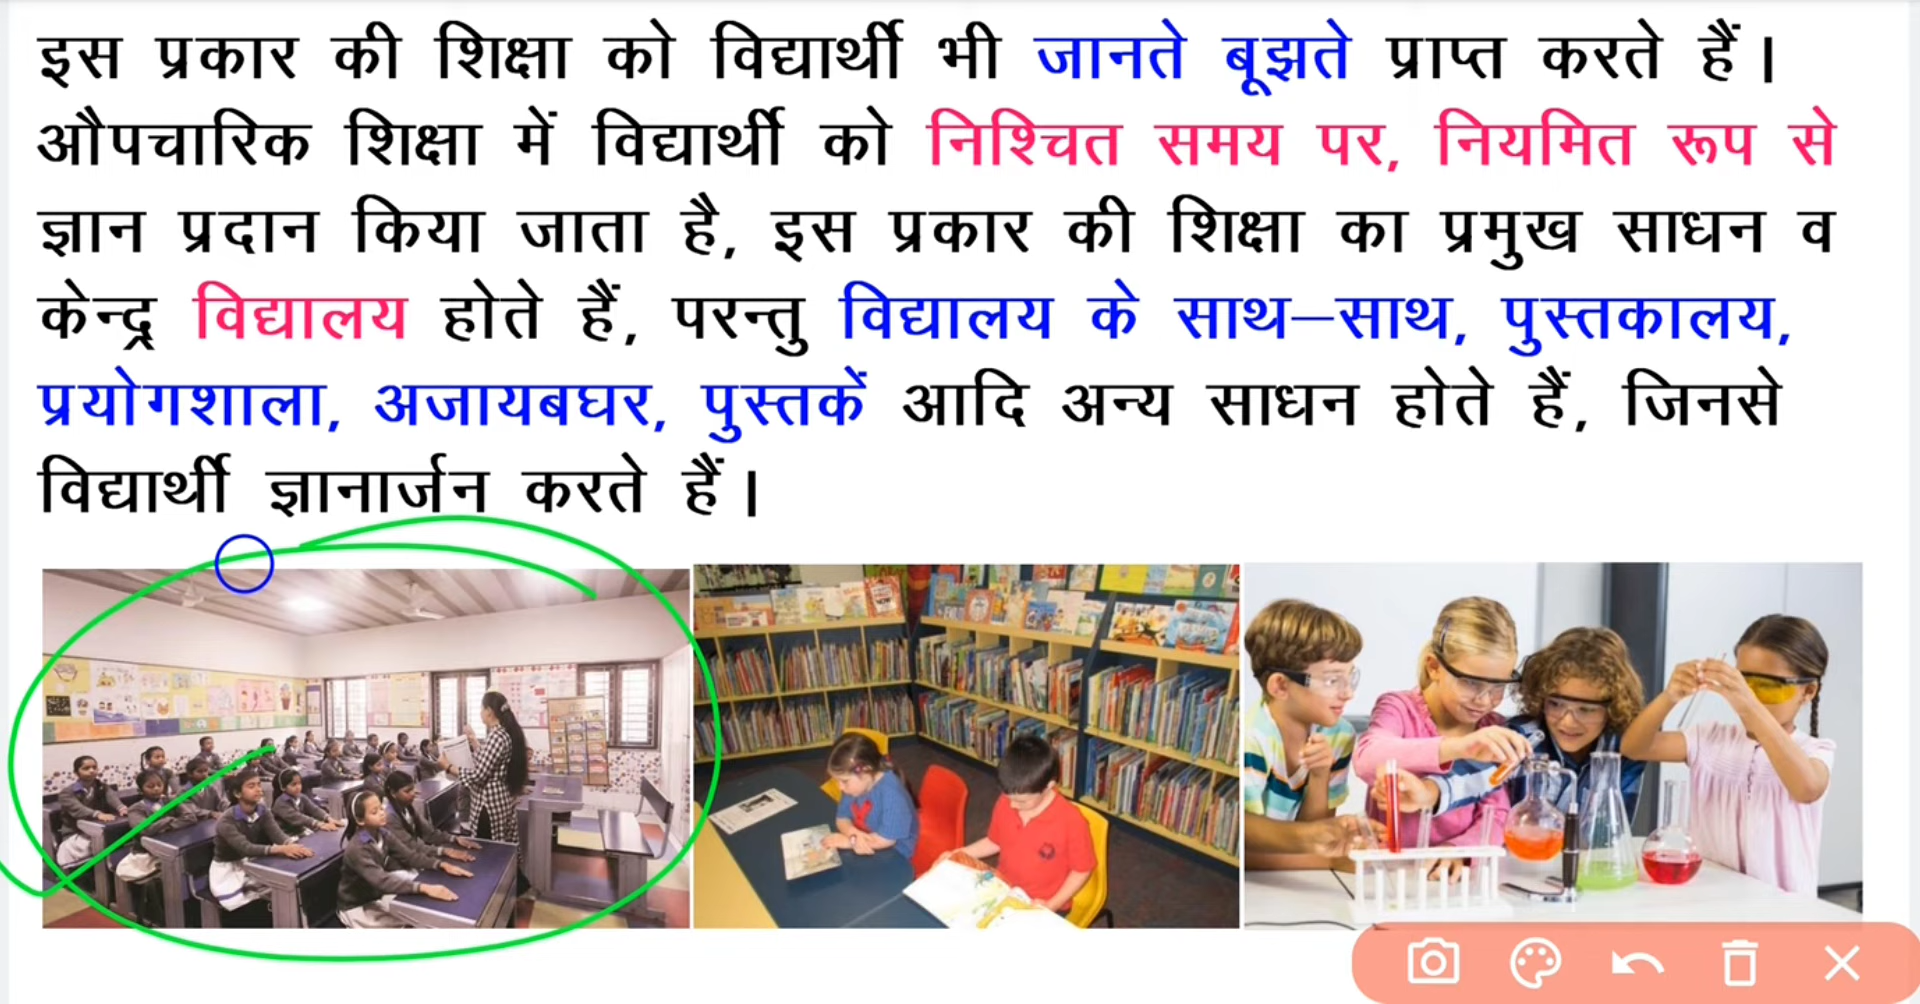 इस प्रकार की शिक्षा को विद्यार्थी भी जानते बूझते प्राप्त करते हैं।
औपचारिक शिक्षा में विद्यार्थी को निश्चित समय पर, नियमित रूप से
ज्ञान प्रदान किया जाता है, इस प्रकार की शिक्षा का प्रमुख साधन व
केन्द्र विद्यालय होते हैं, परन्तु विद्यालय के साथ–साथ, पुस्तकालय,
प्रयोगशाला, अजायबघर, पुस्तकें आदि अन्य साधन होते हैं, जिनसे
विद्यार्थी ज्ञानार्जन करते हैं।